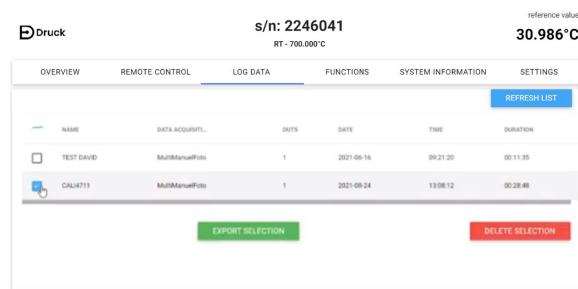 Druck
s/n: 2246041
RT - 700.000°C
reference value
30.986°C
OVERVIEW REMOTE CONTROL LOG DATA FUNCTIONS SYSTEM INFORMATION SETTINGS
REFRESH LIST
NAME DATA ACQUISITI... DUTS DATE TIME DURATION
TEST DAVID MultiManuelFoto 1 2021-06-16 09:21:20 00:11:35
CALI4711 MultiManuelFoto 1 2021-08-24 13:08:12 00:28:48
EXPORT SELECTION DELETE SELECTION